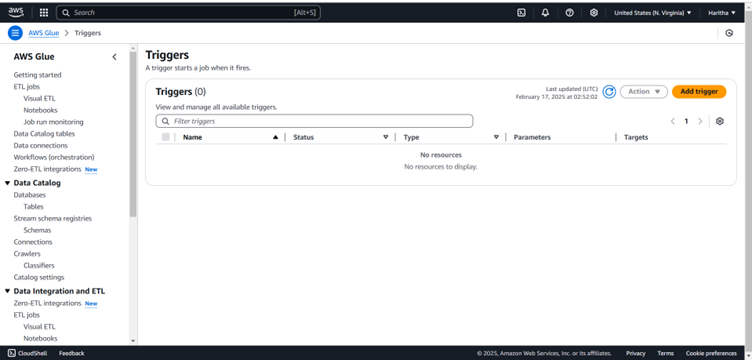 aws
Search [Alt+S]
United States (N. Virginia) Haritha
AWS Glue > Triggers
AWS Glue
Getting started
ETL jobs
Visual ETL
Notebooks
Job run monitoring
Data Catalog tables
Data connections
Workflows (orchestration)
Zero-ETL integrations New
Data Catalog
Databases
Tables
Stream schema registries
Schemas
Connections
Crawlers
Classifiers
Catalog settings
Data Integration and ETL
Zero-ETL integrations New
ETL jobs
Visual ETL
Notebooks
Triggers
A trigger starts a job when it fires.
Triggers (0)
Last updated (UTC)
February 17, 2025 at 02:52:02
Action
Add trigger
View and manage all available triggers.
Filter triggers
1
Name Status Type Parameters Targets
No resources
No resources to display.
CloudShell Feedback © 2025, Amazon Web Services, Inc. or its affiliates. Privacy Terms Cookie preferences